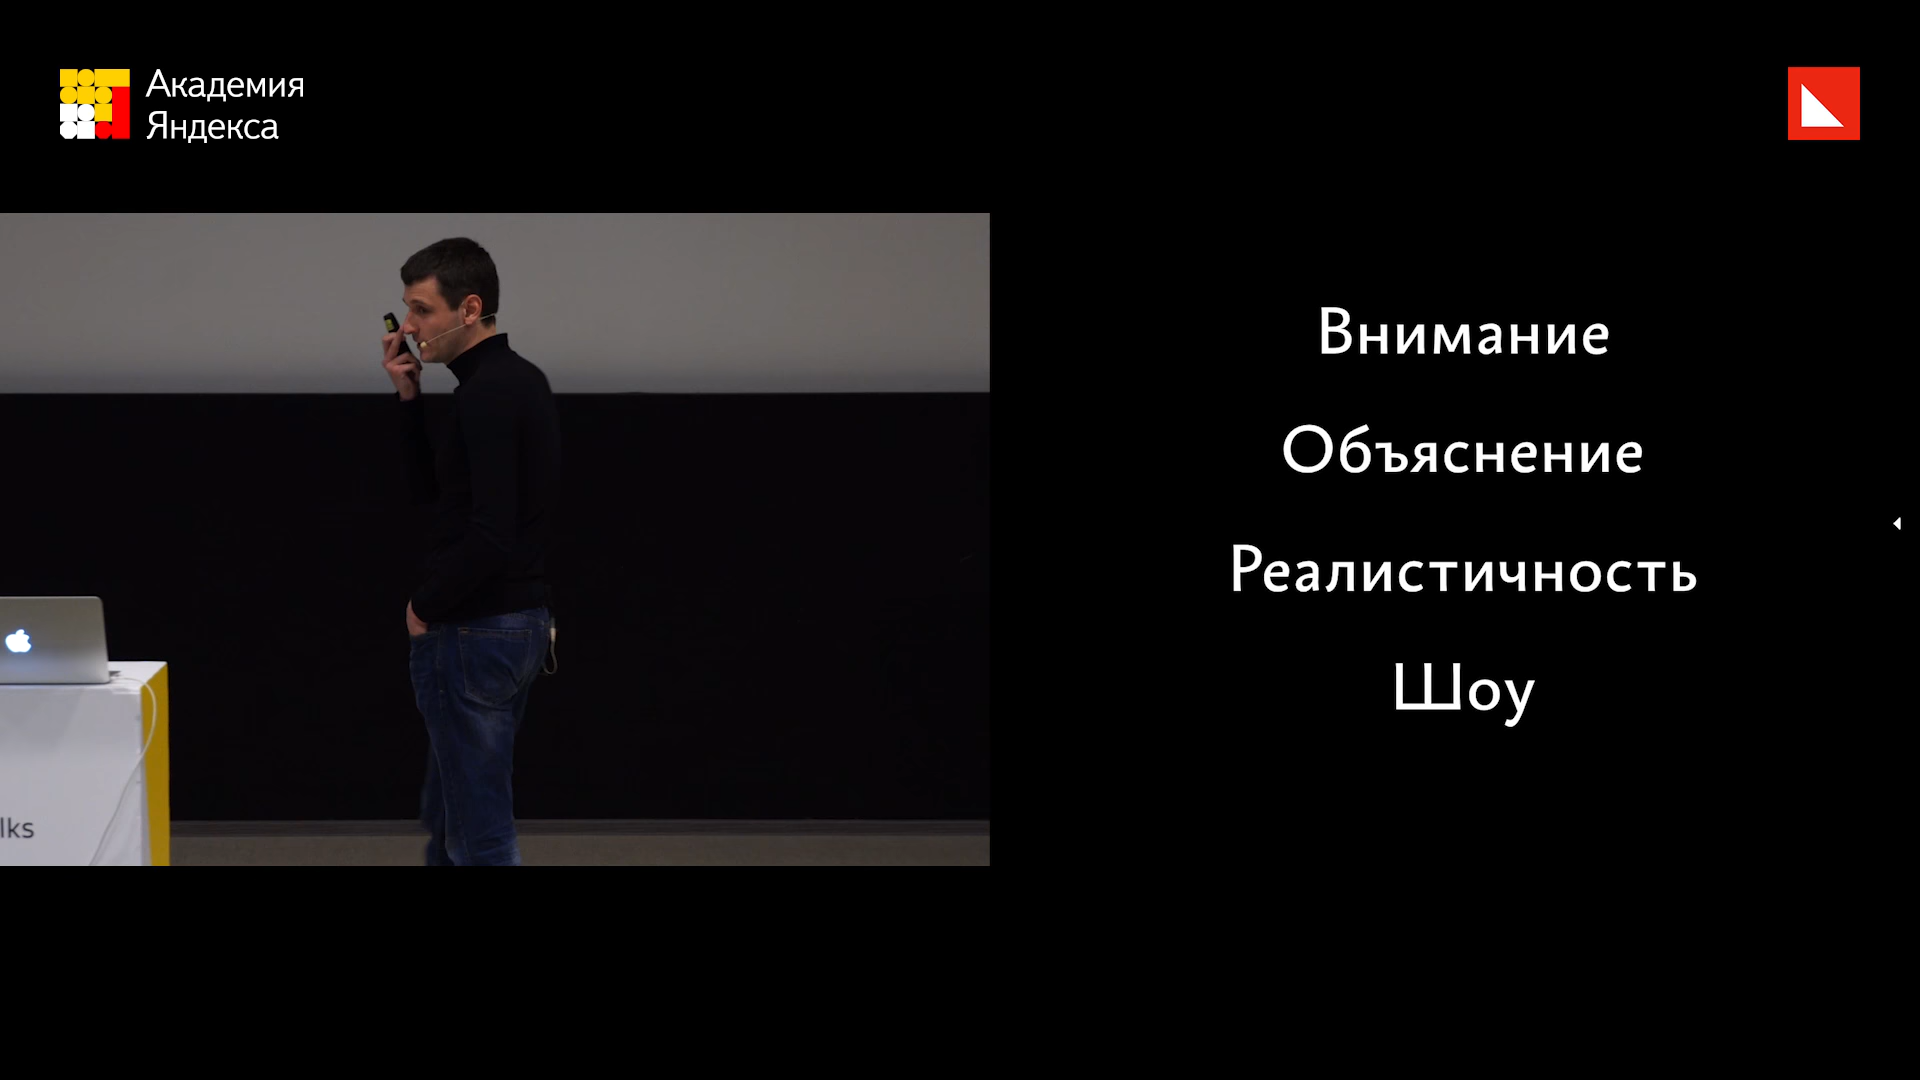 Академия
Яндекса
Внимание
Объяснение
Реалистичность
Шоу
lks